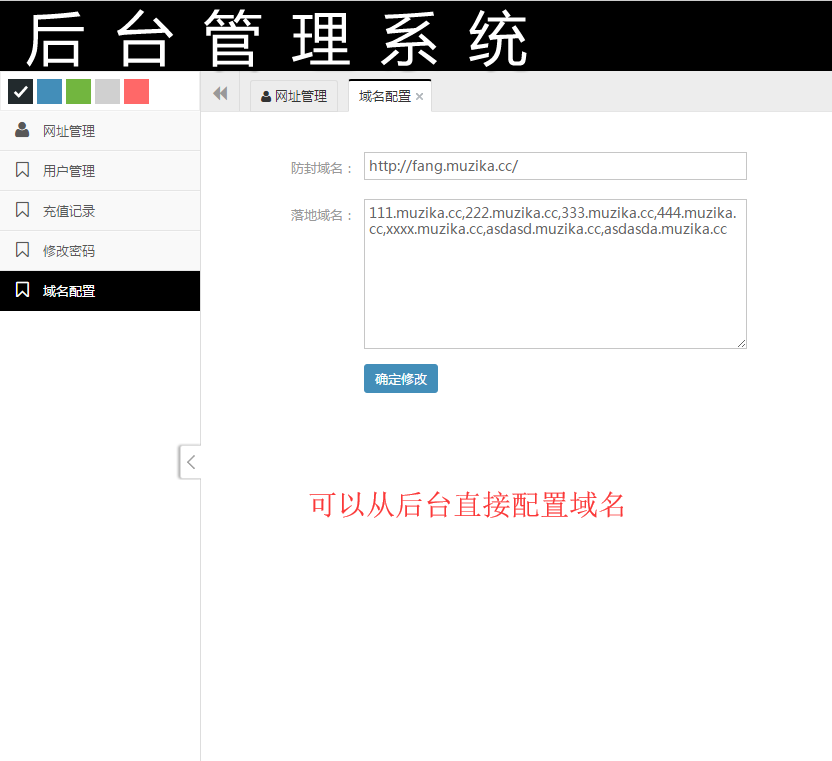 后台管理系统
网址管理
域名配置
网址管理
用户管理
充值记录
修改密码
域名配置
防封域名：
http://fang.muzika.cc/
落地域名：
111.muzika.cc,222.muzika.cc,333.muzika.cc,444.muzika.
cc,xxxx.muzika.cc,asdasd.muzika.cc,asdasda.muzika.cc
确定修改
可以从后台直接配置域名